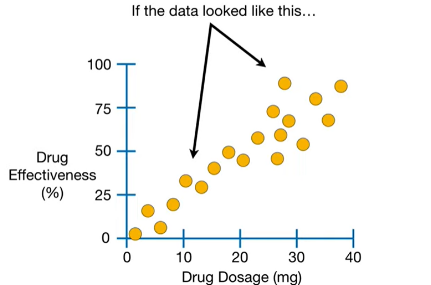 If the data looked like this…
100
75
50
25
0
Drug
Effectiveness
(%)
0 10 20 30 40
Drug Dosage (mg)